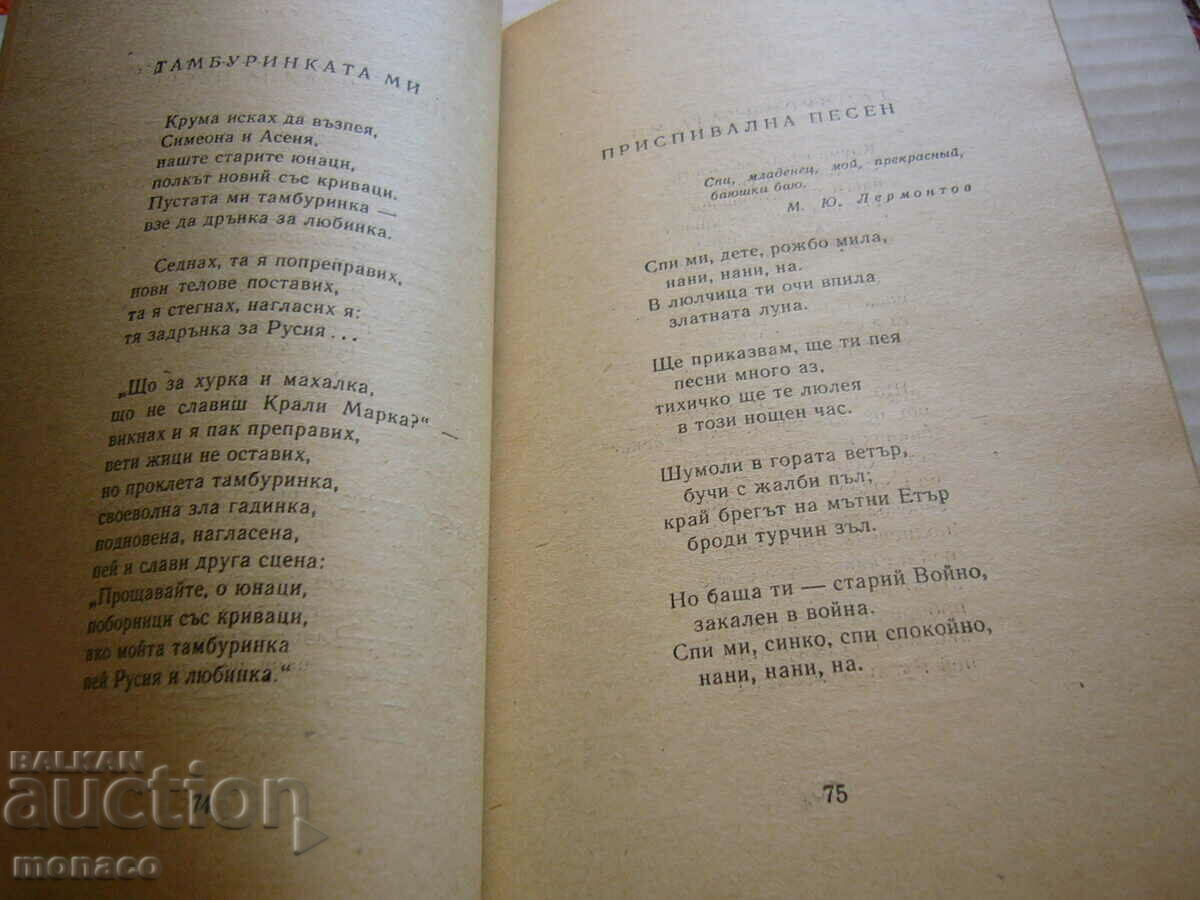 ТАМБУРИНКАТА МИ
Крума исках да възпея,
Симеона и Асеня,
наште старите юнаци,
полкът новий със криваци.
Пустата ми тамбуринка —
взе да дрънка за любинка.
Седнах, та я попреправих,
нови телове поставих,
та я стегнах, нагласих я:
тя задрънка за Русия...
„Що за хурка и махалка,
що не славиш Крали Марка?“ —
викнах и я пак преправих,
вети жици не оставих,
но проклета тамбуринка,
своеволна зла гадинка,
подновена, нагласена,
пей и слави друга сцена:
„Прощавайте, о юнаци,
поборници със криваци,
ако мойта тамбуринка
пей Русия и любинка.“
74
ПРИСПИВАЛНА ПЕСЕН
Спи, младенец, мой, прекрасный,
баюшки баю.
М. Ю. Лермонтов
Спи ми, дете, рожбо мила,
нани, нани, на.
В люлчица ти очи впила
златната луна.
Ще приказвам, ще ти пея
песни много аз,
тихичко ще те люлея
в този нощен час.
Шумоли в гората ветър,
бучи с жалби пъл;
край брегът на мътни Етър
броди турчин зъл.
Но баща ти — старий Войно,
закален в война.
Спи ми, синко, спи спокойно,
нани, нани, на.
75
BALKAN
auction
monaco